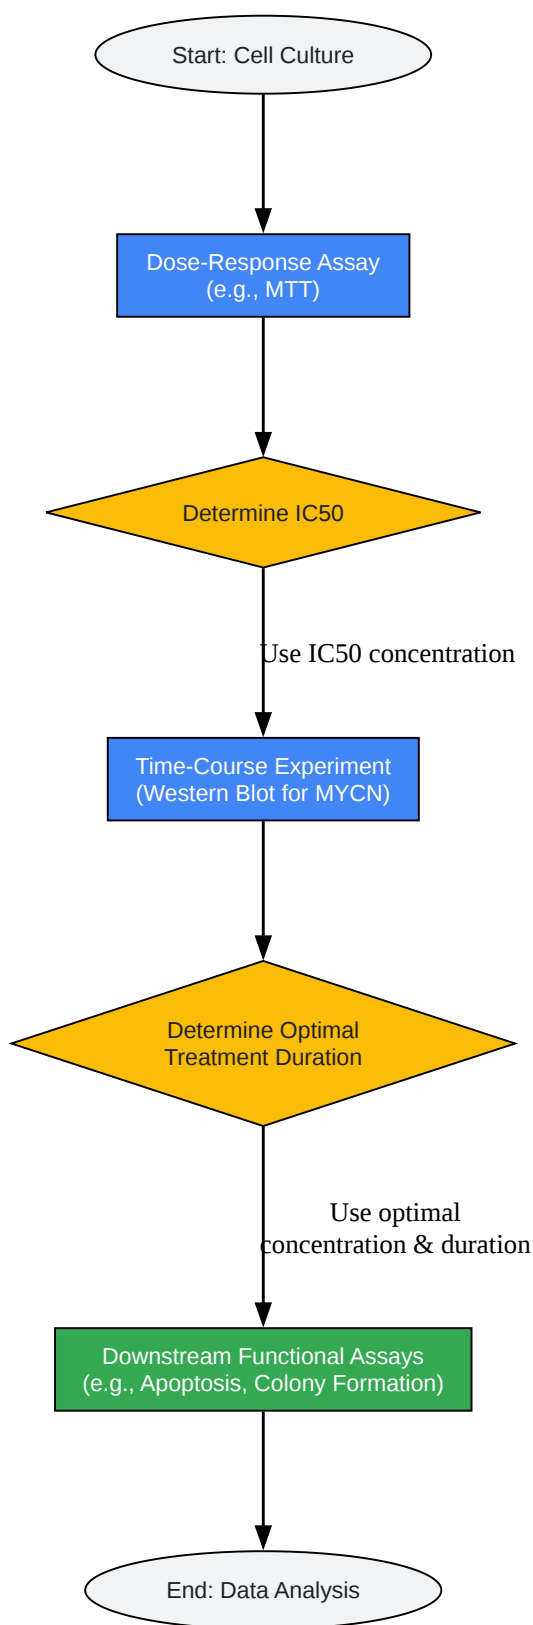 Start: Cell Culture
Dose-Response Assay
(e.g., MTT)
Determine IC50
Use IC50 concentration
Time-Course Experiment
(Western Blot for MYCN)
Determine Optimal
Treatment Duration
Use optimal
concentration & duration
Downstream Functional Assays
(e.g., Apoptosis, Colony Formation)
End: Data Analysis